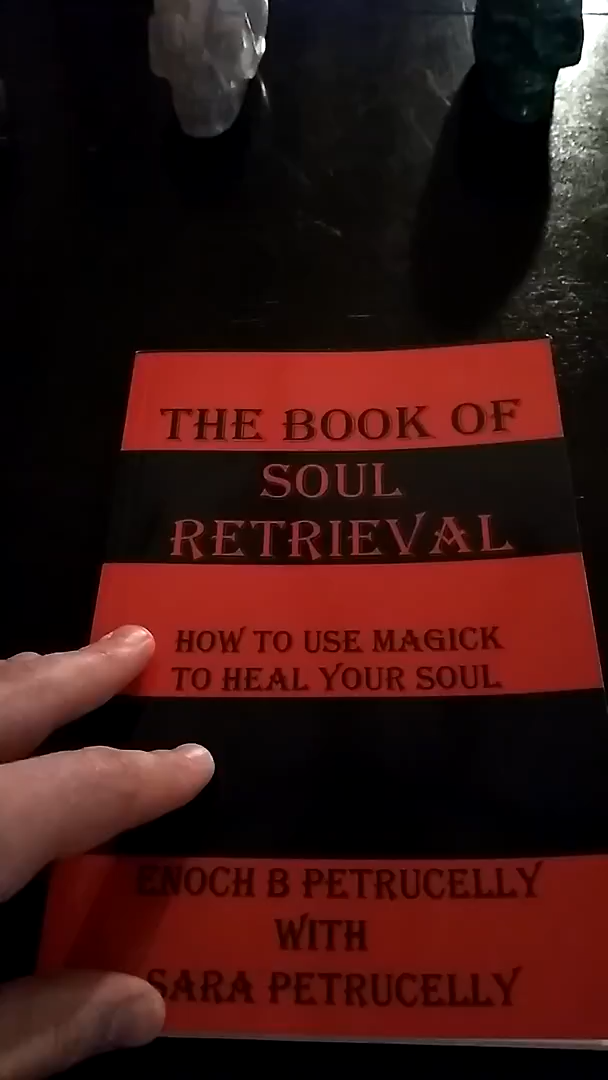 THE BOOK OF
SOUL
RETRIEVAL
HOW TO USE MAGICK
TO HEAL YOUR SOUL
ENOCH B PETRUCELLY
WITH
SARA PETRUCELLY